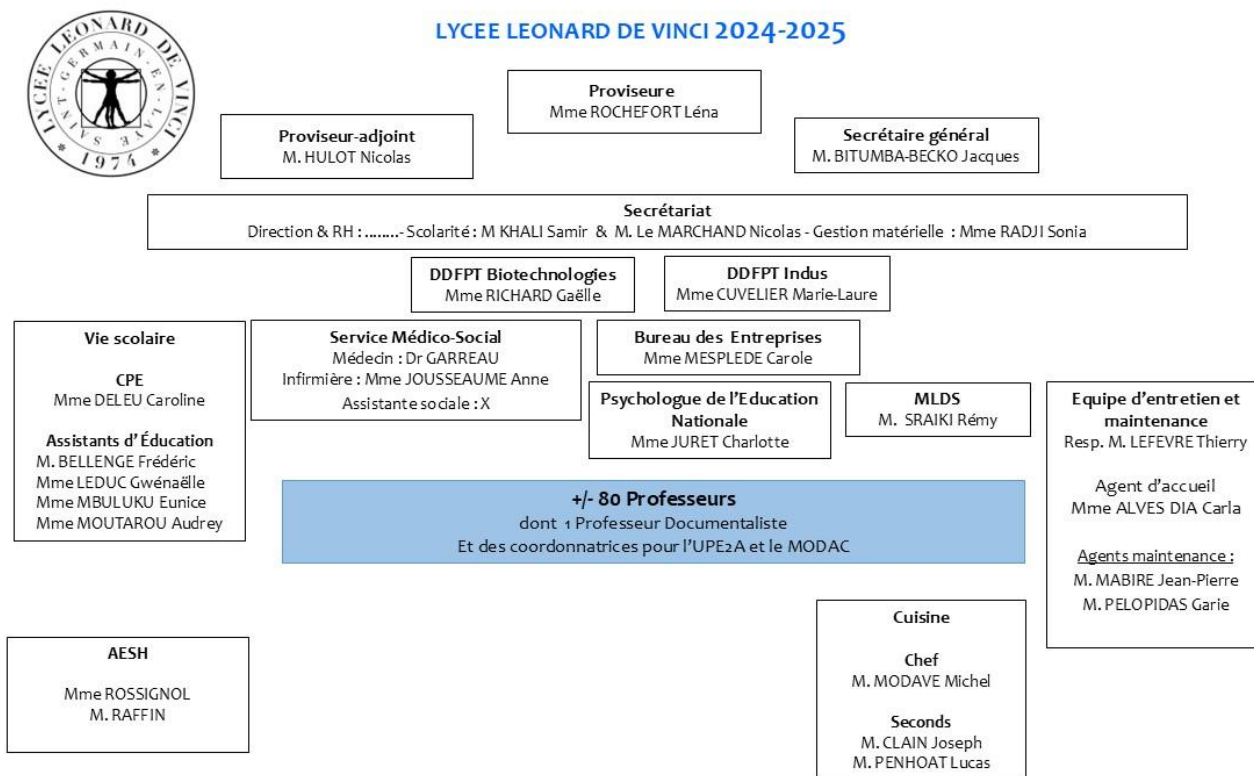 LYCEE LEONARD DE VINCI
SAINT-GERMAIN-EN-LAYE
* 1974 *
LYCEE LEONARD DE VINCI 2024-2025
Proviseure
Mme ROCHEFORT Léna
Proviseur-adjoint
M. HULOT Nicolas
Secrétaire général
M. BITUMBA-BECKO Jacques
Secrétariat
Direction & RH : ........- Scolarité : M KHALI Samir & M. Le MARCHAND Nicolas - Gestion matérielle : Mme RADJI Sonia
DDFPT Biotechnologies
Mme RICHARD Gaëlle
DDFPT Indus
Mme CUVELIER Marie-Laure
Vie scolaire
CPE
Mme DELEU Caroline
Assistants d'Éducation
M. BELLENGE Frédéric
Mme LEDUC Gwénaëlle
Mme MBULUKU Eunice
Mme MOUTAROU Audrey
Service Médico-Social
Médecin : Dr GARREAU
Infirmière : Mme JOUSSEAUME Anne
Assistante sociale : X
Bureau des Entreprises
Mme MESPLEDE Carole
Psychologue de l'Education
Nationale
Mme JURET Charlotte
MLDS
M. SRAIKI Rémy
Equipe d'entretien et
maintenance
Resp. M. LEFEVRE Thierry
Agent d'accueil
Mme ALVES DIA Carla
Agents maintenance :
M. MABIRE Jean-Pierre
M. PELOPIDAS Garie
+/- 80 Professeurs
dont 1 Professeur Documentaliste
Et des coordonnatrices pour l'UPE2A et le MODAC
AESH
Mme ROSSIGNOL
M. RAFFIN
Cuisine
Chef
M. MODAVE Michel
Seconds
M. CLAIN Joseph
M. PENHOAT Lucas